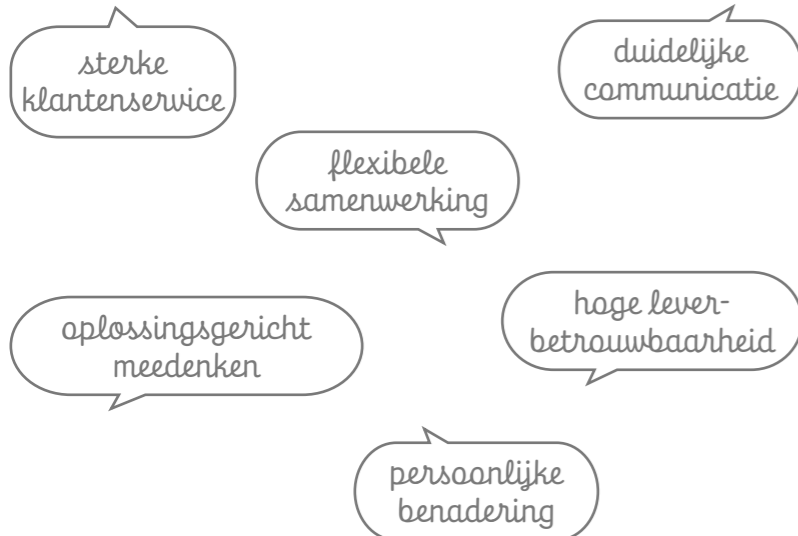 sterke
klantenservice
duidelijke
communicatie
flexibele
samenwerking
oplossingsgericht
meedenken
hoge lever-
betrouwbaarheid
persoonlijke
benadering